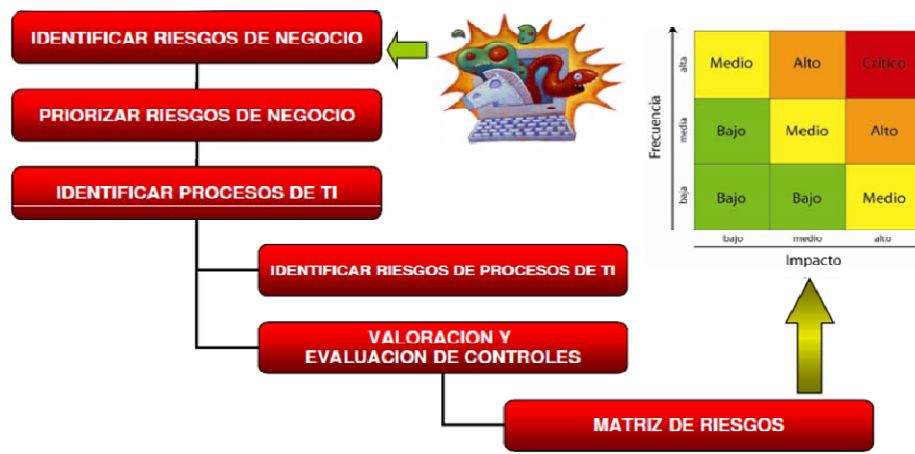 IDENTIFICAR RIESGOS DE NEGOCIO
PRIORIZAR RIESGOS DE NEGOCIO
IDENTIFICAR PROCESOS DE TI
IDENTIFICAR RIESGOS DE PROCESOS DE TI
VALORACION Y
EVALUACION DE CONTROLES
MATRIZ DE RIESGOS
Frecuencia
alta
Medio
Alto
Crítico
media
Bajo
Medio
Alto
baja
Bajo
Bajo
Medio
bajo
medio
alto
Impacto